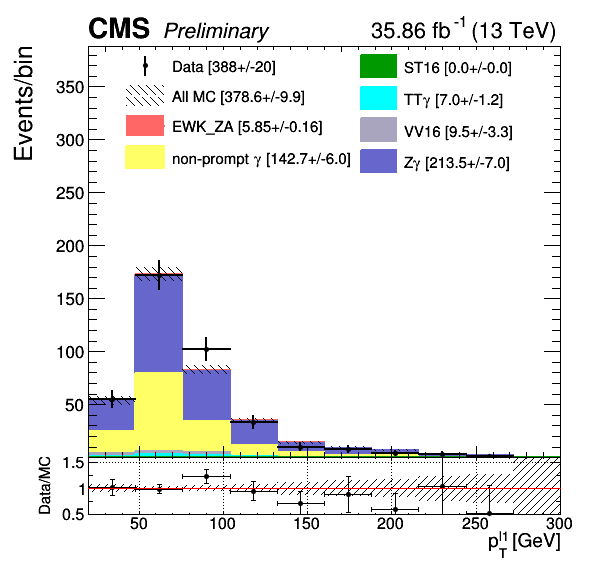 CMS Preliminary 35.86 fb⁻¹ (13 TeV)
Events/bin
Data [388+/-20]
All MC [378.6+/-9.9]
EWK_ZA [5.85+/-0.16]
non-prompt γ [142.7+/-6.0]
ST16 [0.0+/-0.0]
TTγ [7.0+/-1.2]
VV16 [9.5+/-3.3]
Zγ [213.5+/-7.0]
350
300
250
200
150
100
50
Data/MC
1.5
1
0.5
50 100 150 200 250 300
p_T^l1 [GeV]